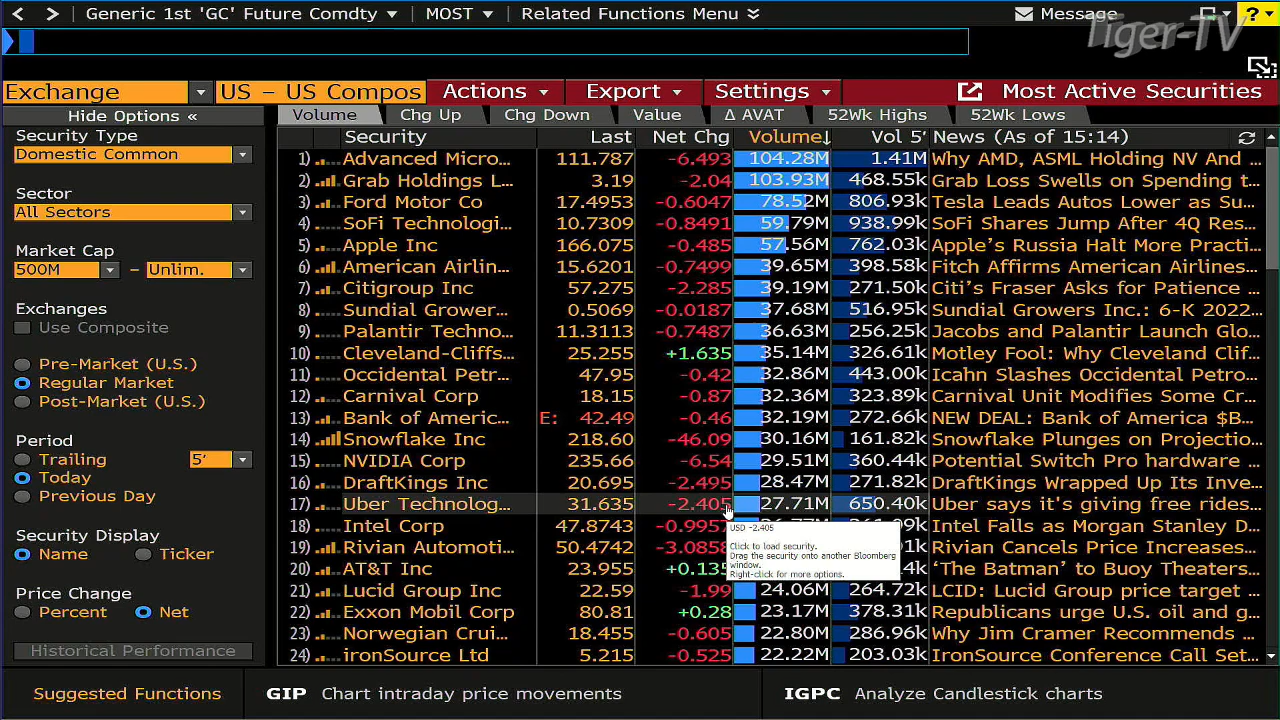 Generic 1st 'GC' Future Comdty MOST Related Functions Menu Message ?
Tiger-TV
Exchange US - US Compos Actions Export Settings Most Active Securities
Hide Options « Volume Chg Up Chg Down Value Δ AVAT 52Wk Highs 52Wk Lows
Security Type
Domestic Common
Sector
All Sectors
Market Cap
500M - Unlim.
Exchanges
Use Composite
Pre-Market (U.S.)
Regular Market
Post-Market (U.S.)
Period
Trailing 5'
Today
Previous Day
Security Display
Name Ticker
Price Change
Percent Net
Historical Performance
Security Last Net Chg Volume↓ Vol 5' News (As of 15:14)
1) Advanced Micro... 111.787 -6.493 104.28M 1.41M Why AMD, ASML Holding NV And ...
2) Grab Holdings L... 3.19 -2.04 103.93M 468.55k Grab Loss Swells on Spending t...
3) Ford Motor Co 17.4953 -0.6047 78.52M 806.93k Tesla Leads Autos Lower as Su...
4) SoFi Technologi... 10.7309 -0.8491 59.79M 938.99k SoFi Shares Jump After 4Q Res...
5) Apple Inc 166.075 -0.485 57.56M 762.03k Apple's Russia Halt More Practi...
6) American Airlin... 15.6201 -0.7499 39.65M 398.58k Fitch Affirms American Airlines...
7) Citigroup Inc 57.275 -2.285 39.19M 271.50k Citi's Fraser Asks for Patience ...
8) Sundial Grower... 0.5069 -0.0187 37.68M 516.95k Sundial Growers Inc.: 6-K 2022...
9) Palantir Techno... 11.3113 -0.7487 36.63M 256.25k Jacobs and Palantir Launch Glo...
10) Cleveland-Cliffs... 25.255 +1.635 35.14M 326.61k Motley Fool: Why Cleveland Clif...
11) Occidental Petr... 47.95 -0.42 32.86M 443.00k Icahn Slashes Occidental Petro...
12) Carnival Corp 18.15 -0.87 32.36M 323.89k Carnival Unit Modifies Some Cr...
13) Bank of Americ... E: 42.49 -0.46 32.19M 272.66k NEW DEAL: Bank of America $B...
14) Snowflake Inc 218.60 -46.09 30.16M 161.82k Snowflake Plunges on Projectio...
15) NVIDIA Corp 235.66 -6.54 29.51M 360.44k Potential Switch Pro hardware ...
16) DraftKings Inc 20.695 -2.495 28.47M 271.82k DraftKings Wrapped Up Its Inve...
17) Uber Technolog... 31.635 -2.405 27.71M 650.40k Uber says it's giving free rides...
18) Intel Corp 47.8743 -0.9957 Intel Falls as Morgan Stanley D...
19) Rivian Automoti... 50.4742 -3.0858 Rivian Cancels Price Increases...
20) AT&T Inc 23.955 +0.135 'The Batman' to Buoy Theaters...
21) Lucid Group Inc 22.59 -1.99 24.06M 264.72k LCID: Lucid Group price target ...
22) Exxon Mobil Corp 80.81 +0.28 23.17M 378.31k Republicans urge U.S. oil and g...
23) Norwegian Crui... 18.455 -0.605 22.80M 286.96k Why Jim Cramer Recommends ...
24) ironSource Ltd 5.215 -0.525 22.22M 203.03k IronSource Conference Call Set...
USD -2.405
Click to load security.
Drag the security onto another Bloomberg
window.
Right-click for more options.
Suggested Functions GIP Chart intraday price movements IGPC Analyze Candlestick charts